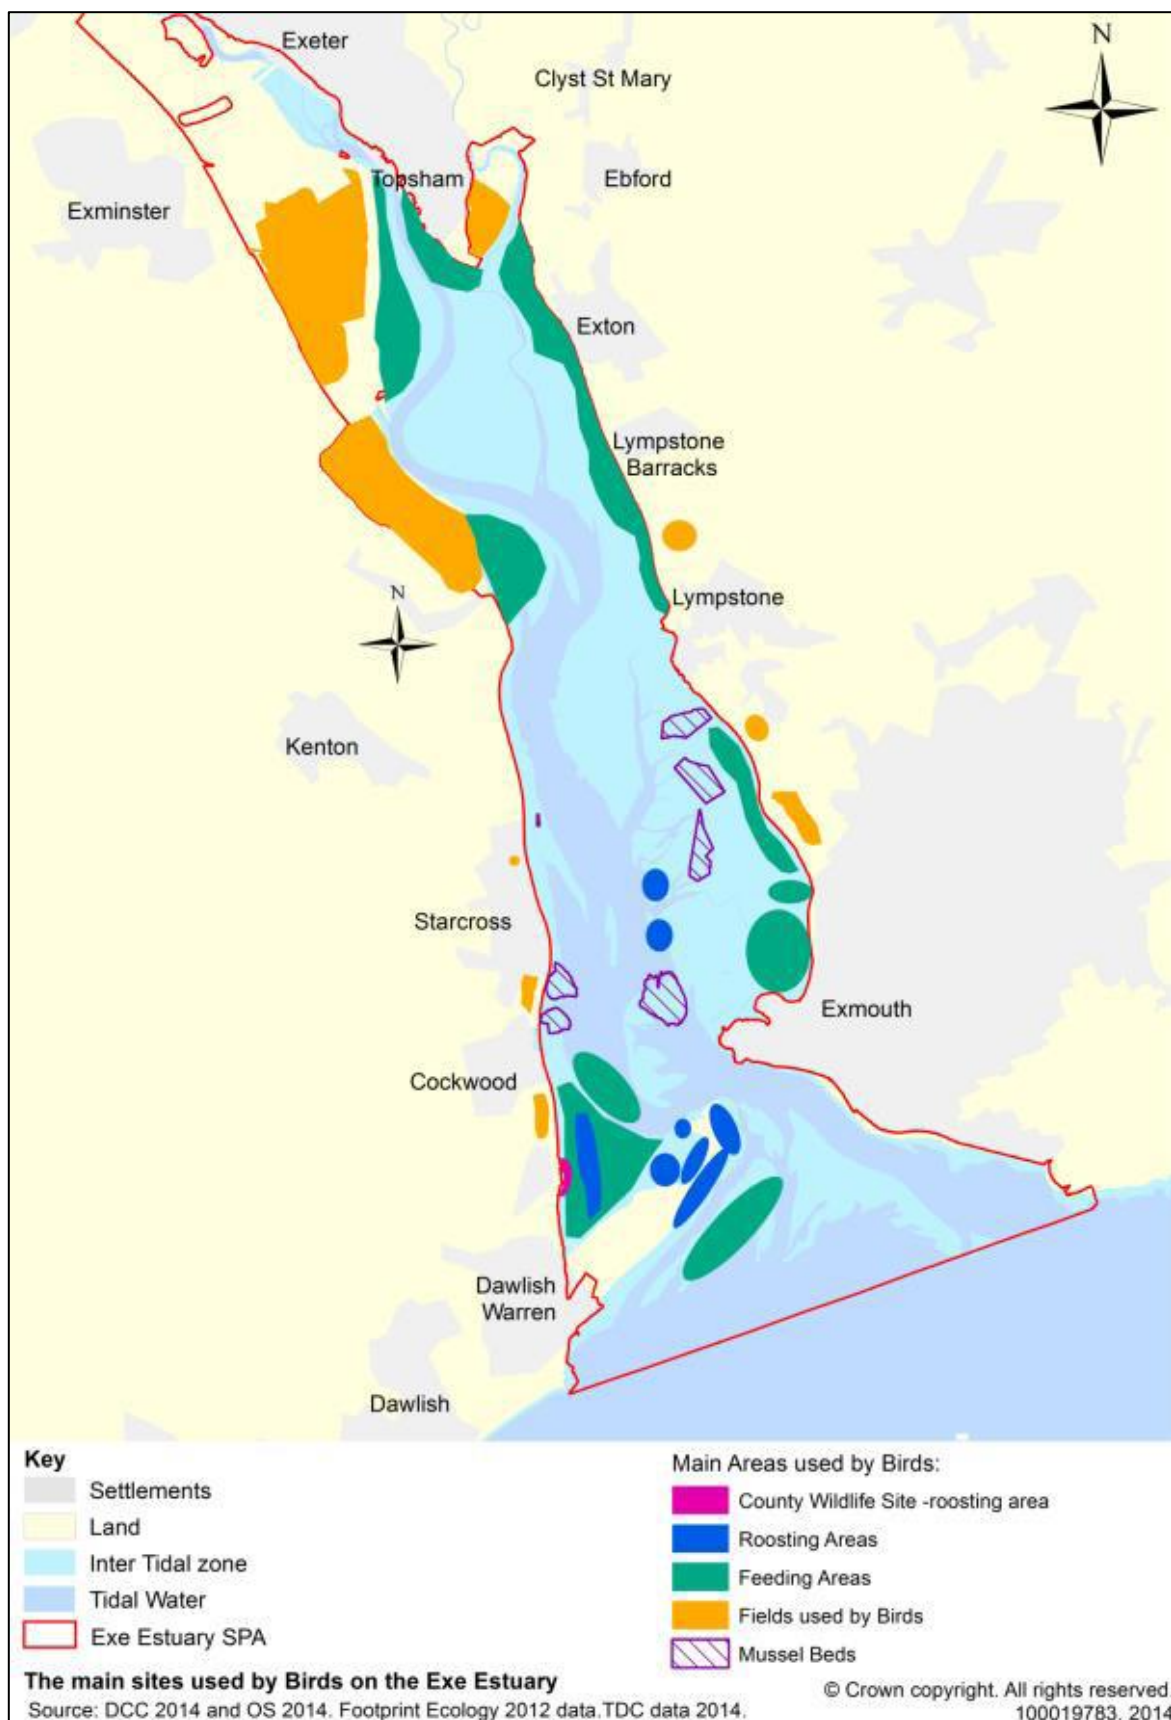 N
Exeter
Clyst St Mary
Topsham
Ebford
Exminster
Exton
Lympstone
Barracks
N
Lympstone
Kenton
Starcross
Exmouth
Cockwood
Dawlish
Warren
Dawlish
Key
Settlements
Land
Inter Tidal zone
Tidal Water
Exe Estuary SPA
Main Areas used by Birds:
County Wildlife Site -roosting area
Roosting Areas
Feeding Areas
Fields used by Birds
Mussel Beds
The main sites used by Birds on the Exe Estuary
Source: DCC 2014 and OS 2014. Footprint Ecology 2012 data.TDC data 2014.
© Crown copyright. All rights reserved.
100019783. 2014